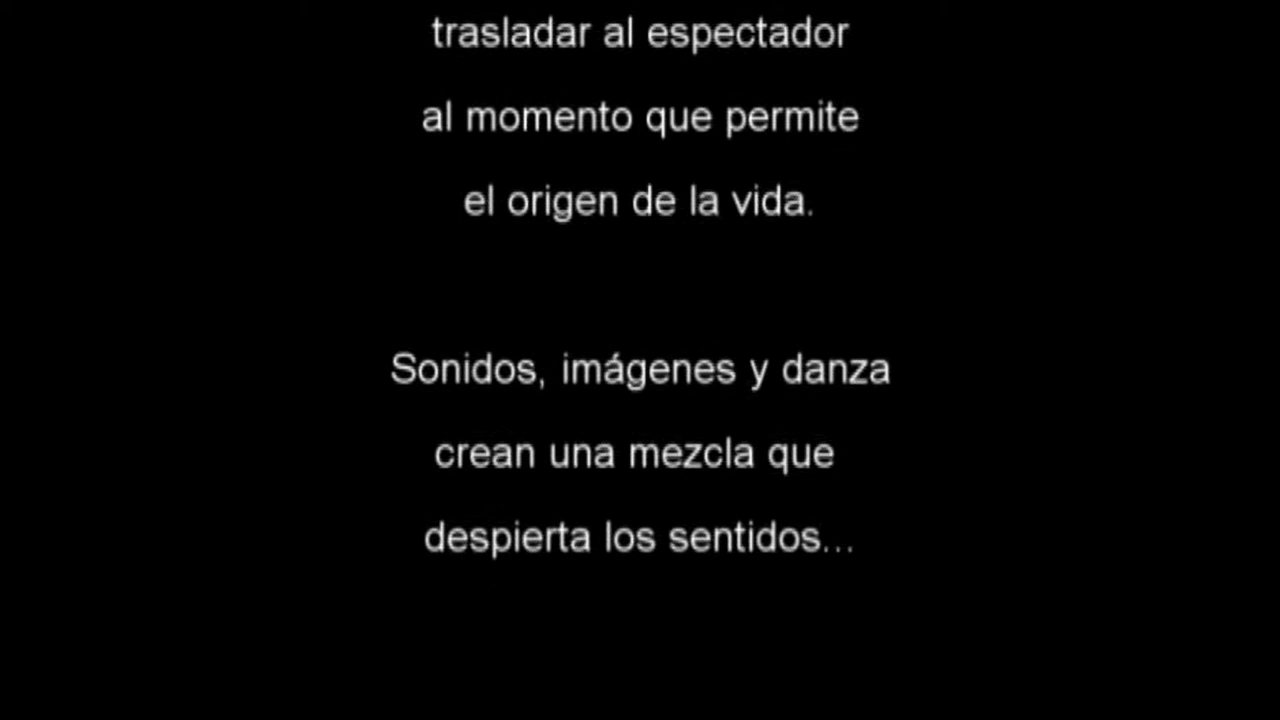 trasladar al espectador
al momento que permite
el origen de la vida.
Sonidos, imágenes y danza
crean una mezcla que
despierta los sentidos...